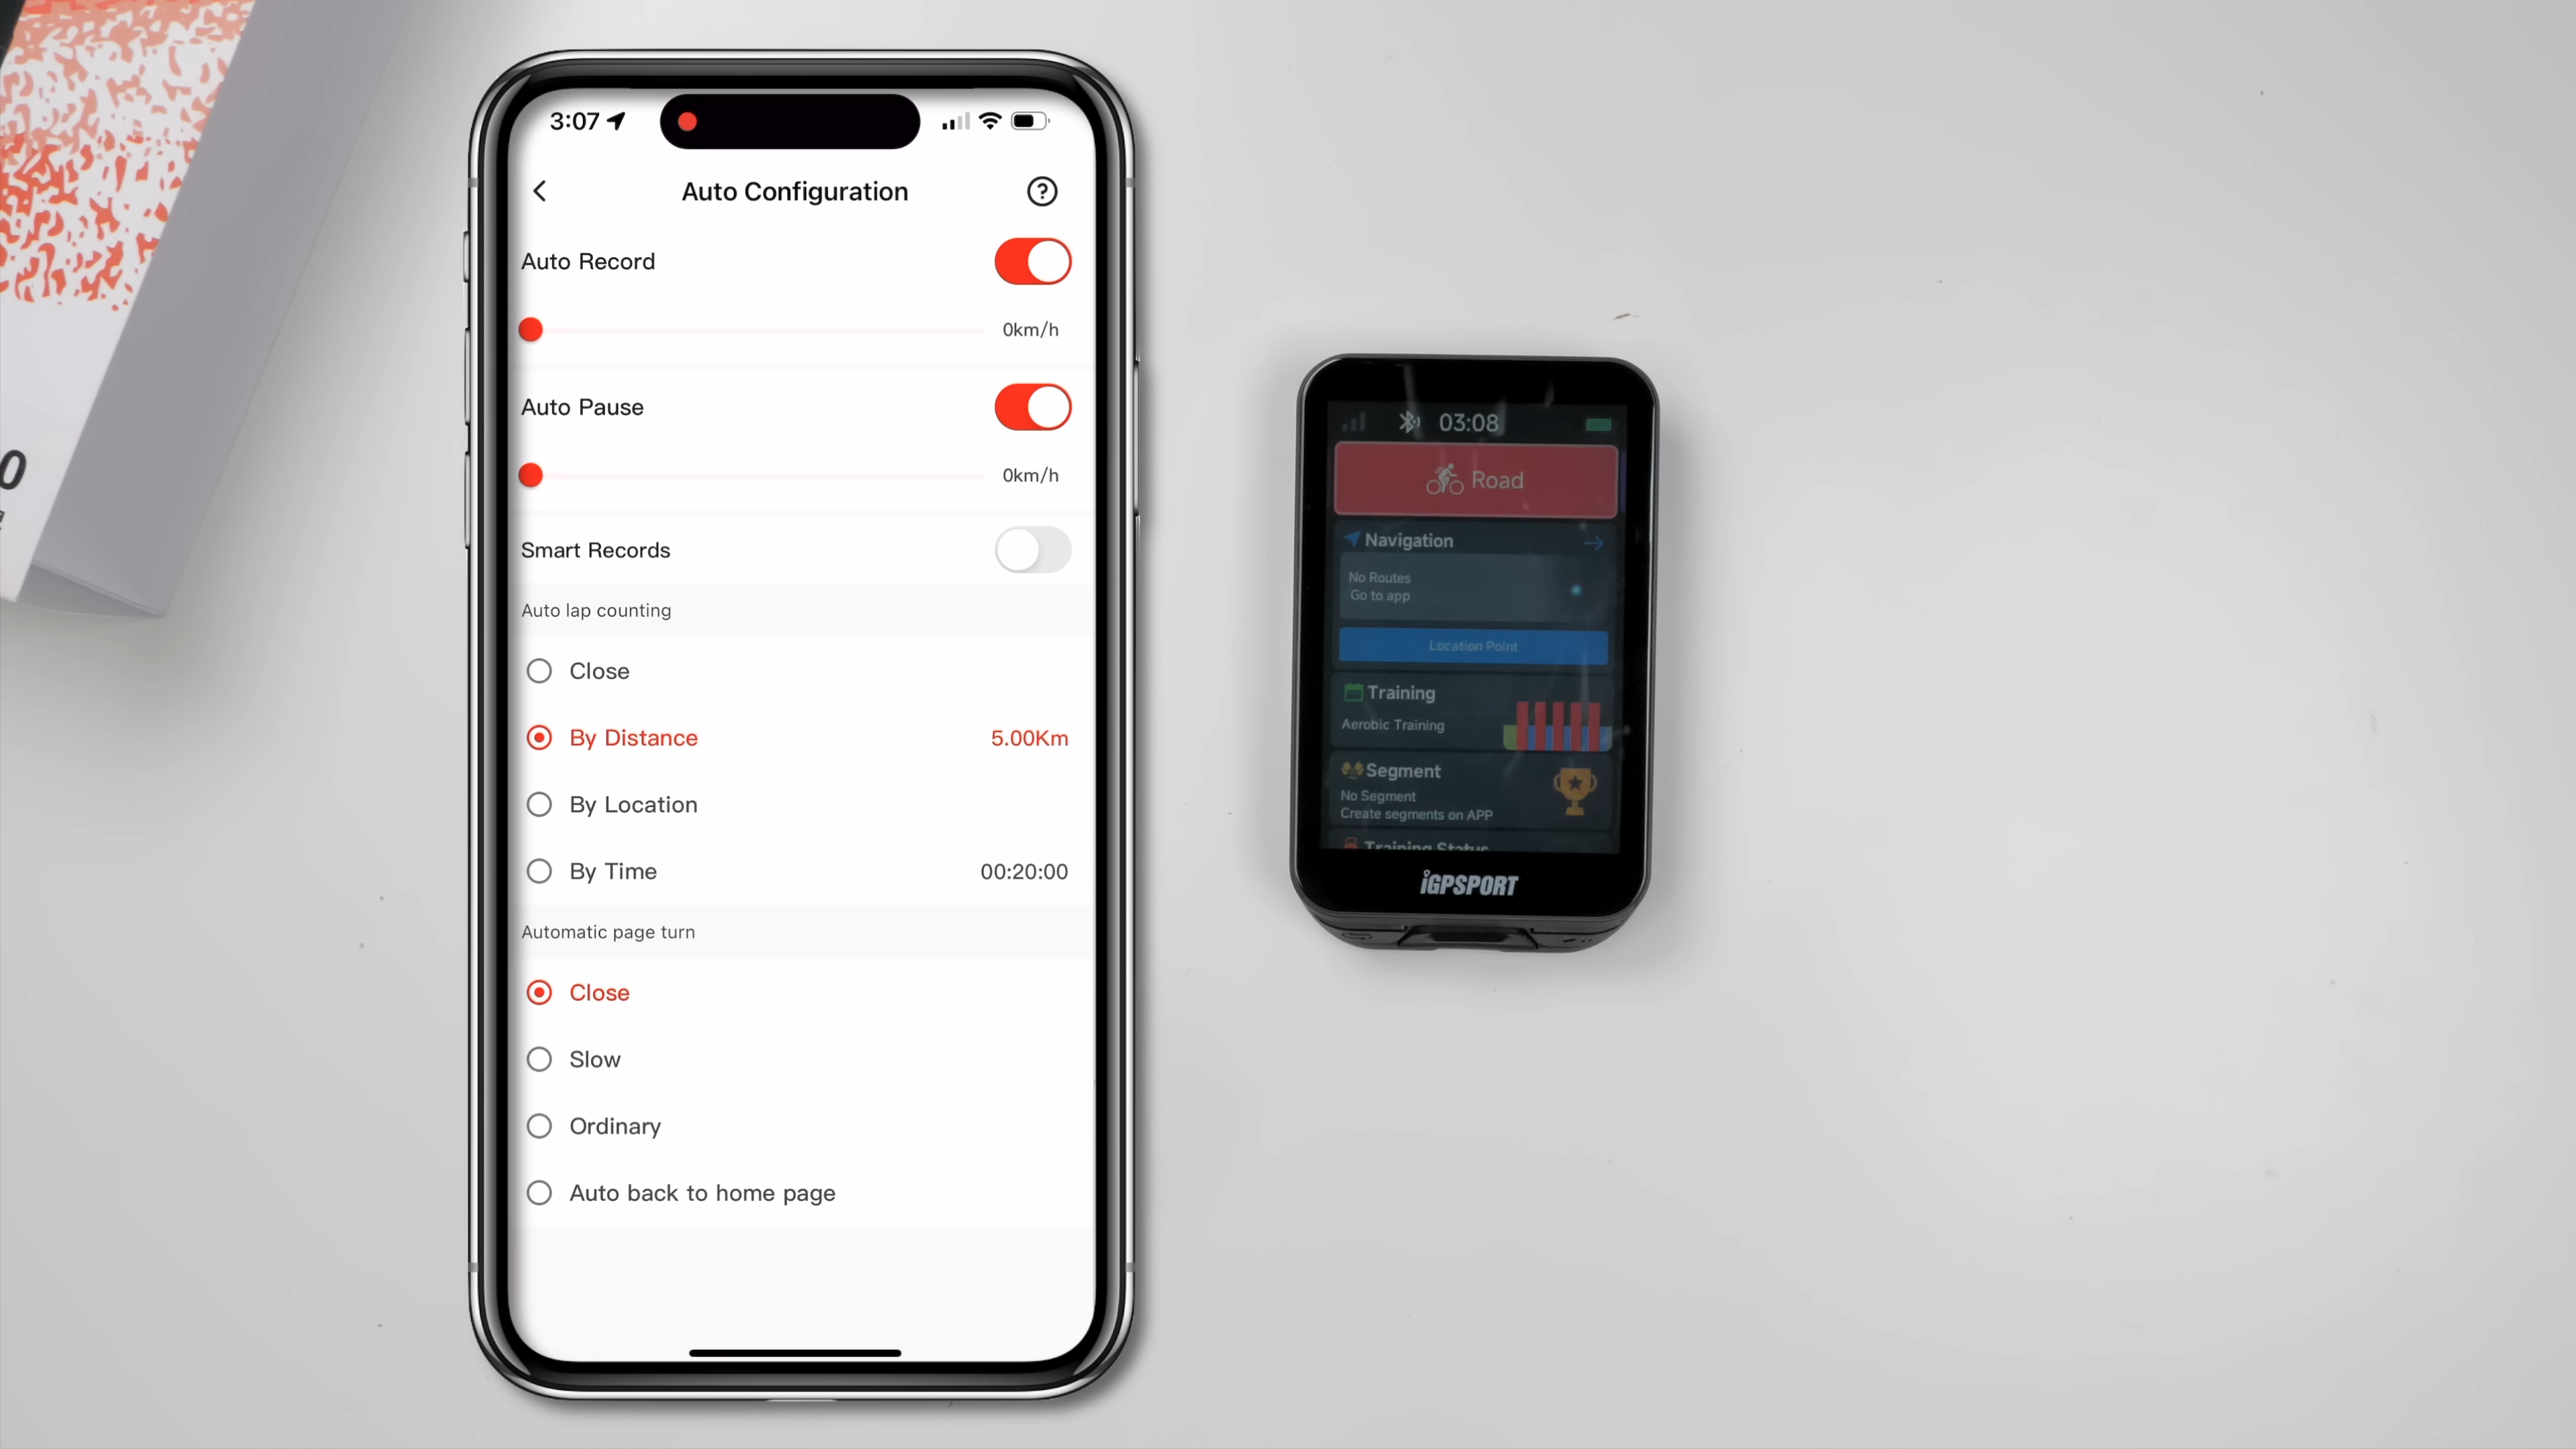 3:07
Auto Configuration
?
Auto Record
0km/h
Auto Pause
0km/h
Smart Records
Auto lap counting
Close
By Distance 5.00Km
By Location
By Time 00:20:00
Automatic page turn
Close
Slow
Ordinary
Auto back to home page
03:08
Road
Navigation
No Routes
Go to app
Location Point
Training
Aerobic Training
Segment
No Segment
Create segments on APP
Training Status
iGPSPORT
0